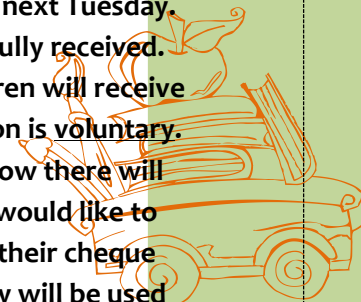 next Tuesday.
ully received.
ren will receive
on is voluntary.
ow there will
would like to
their cheque
w will be used